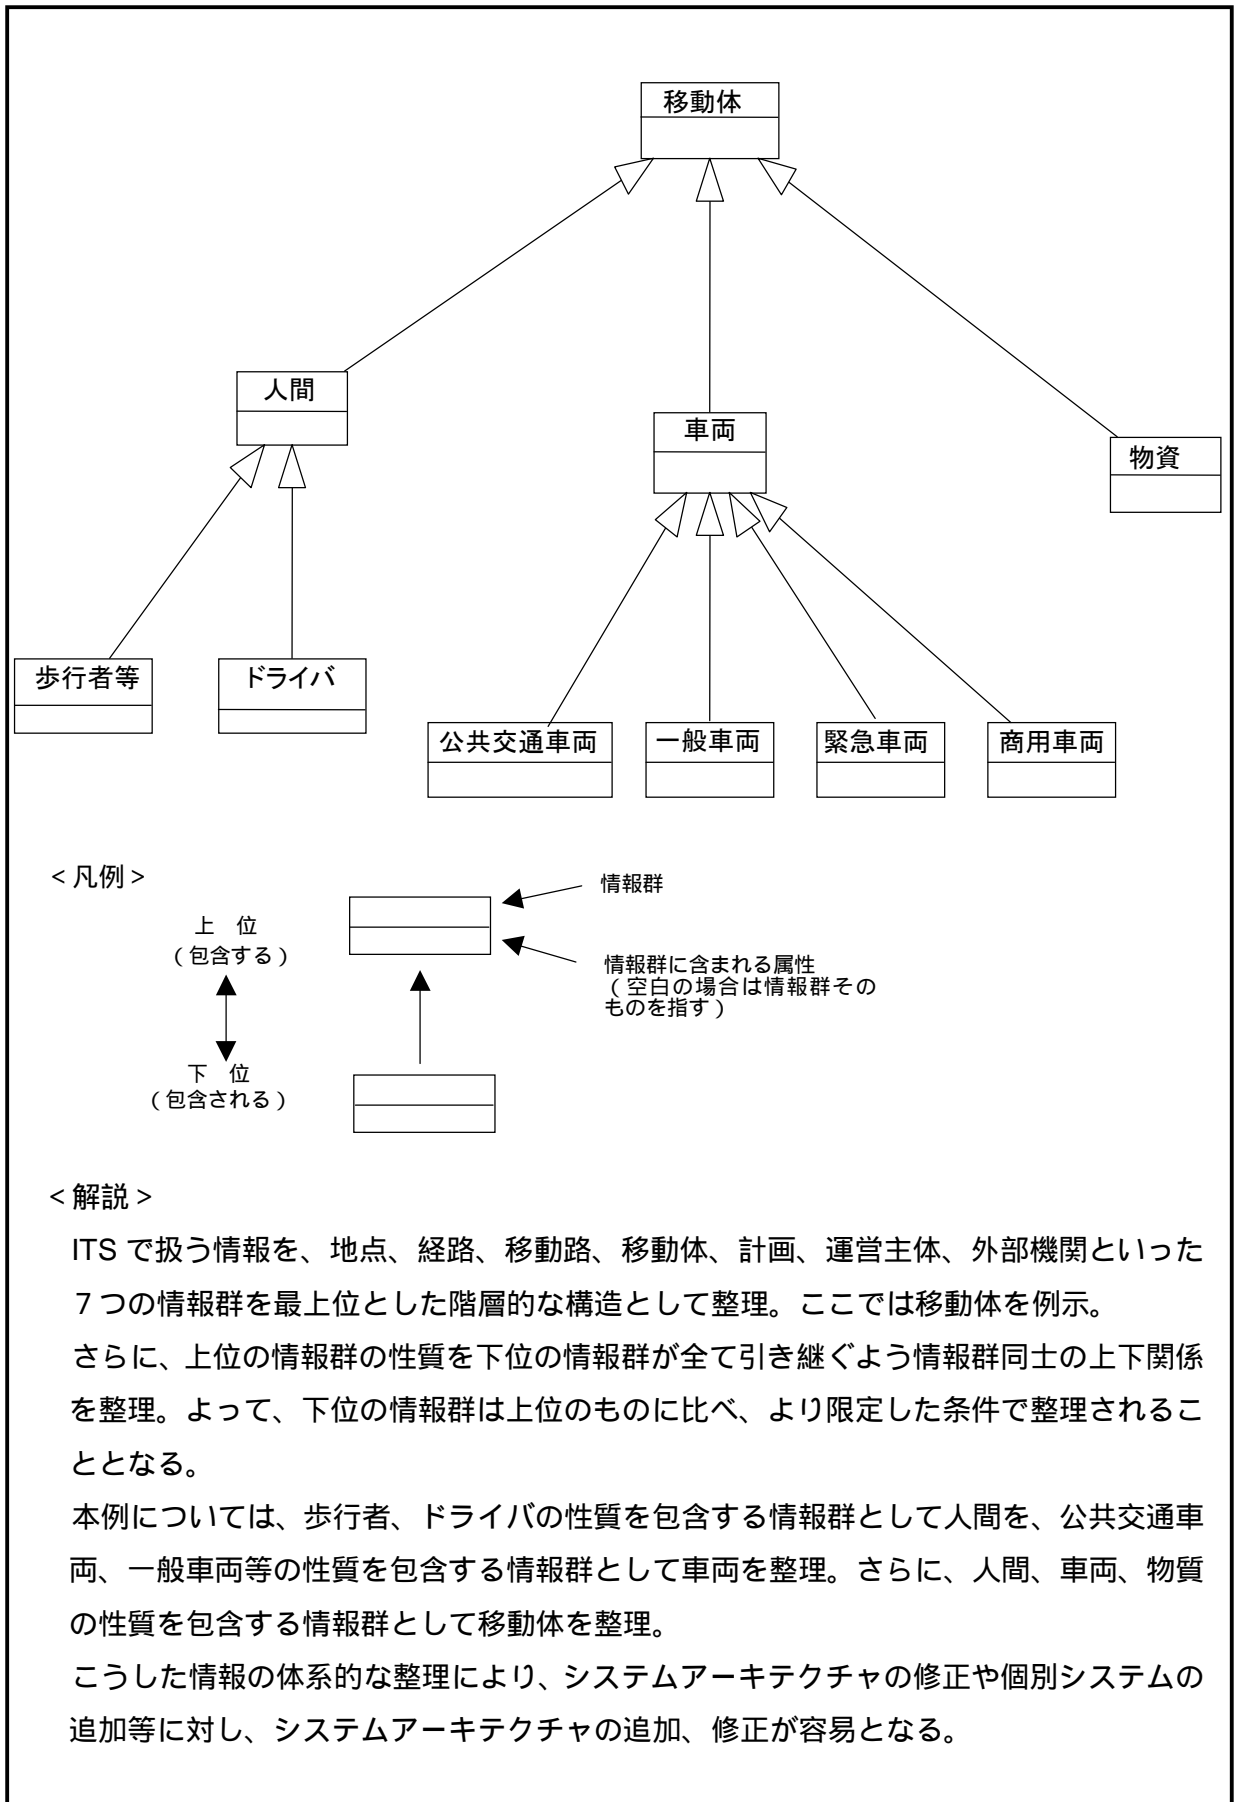 移動体
人間
車両
物資
歩行者等
ドライバ
公共交通車両
一般車両
緊急車両
商用車両
<凡例>
情報群
上 位
(包含する)
情報群に含まれる属性
(空白の場合は情報群その
ものを指す)
下 位
(包含される)
<解説>
ITS で扱う情報を、地点、経路、移動路、移動体、計画、運営主体、外部機関といった
7つの情報群を最上位とした階層的な構造として整理。ここでは移動体を例示。
さらに、上位の情報群の性質を下位の情報群が全て引き継ぐよう情報群同士の上下関係
を整理。よって、下位の情報群は上位のものに比べ、より限定した条件で整理されるこ
ととなる。
本例については、歩行者、ドライバの性質を包含する情報群として人間を、公共交通車
両、一般車両等の性質を包含する情報群として車両を整理。さらに、人間、車両、物質
の性質を包含する情報群として移動体を整理。
こうした情報の体系的な整理により、システムアーキテクチャの修正や個別システムの
追加等に対し、システムアーキテクチャの追加、修正が容易となる。